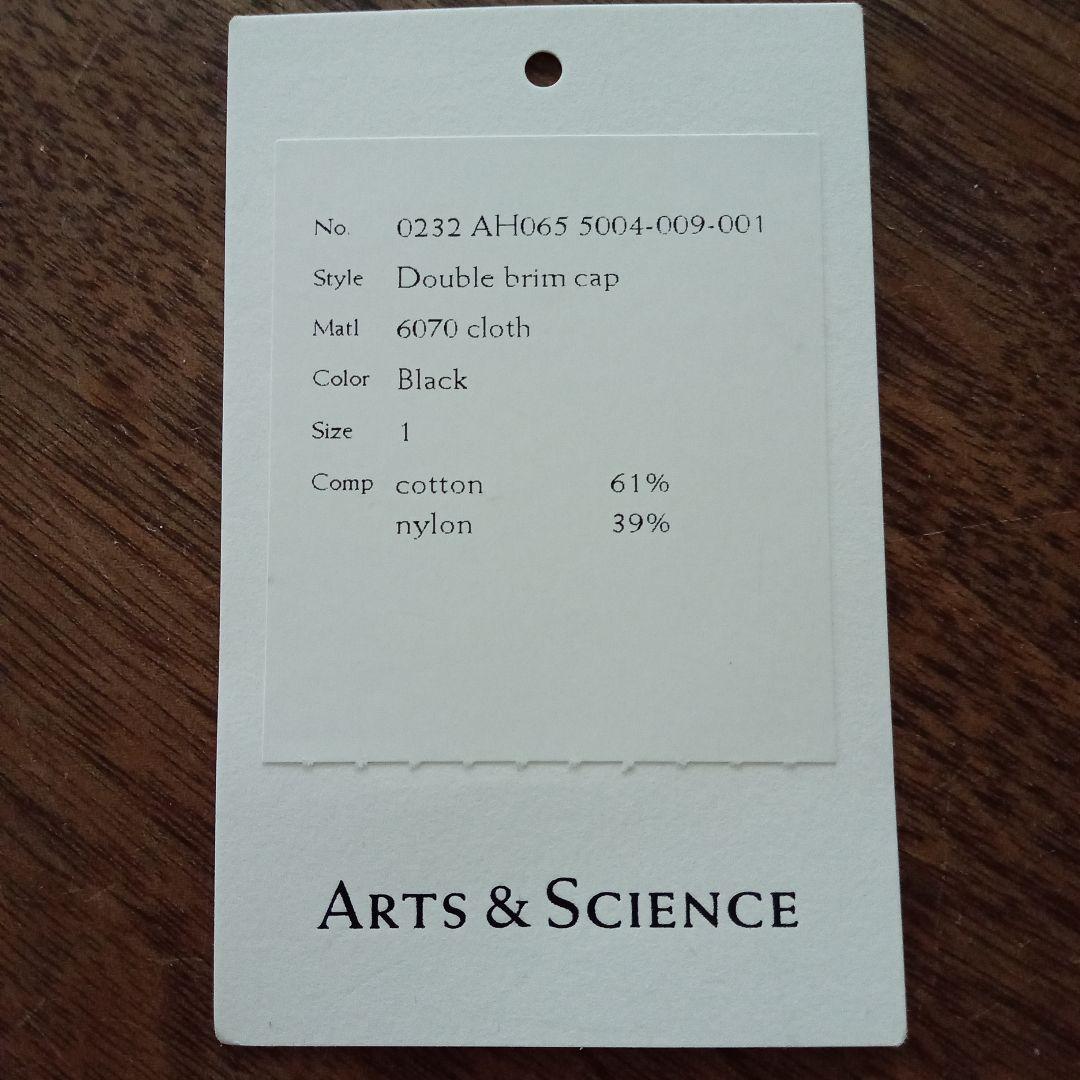 No. 0232 AH065 5004-009-001
Style Double brim cap
Matl 6070 cloth
Color Black
Size 1
Comp cotton 61%
nylon 39%
ARTS & SCIENCE